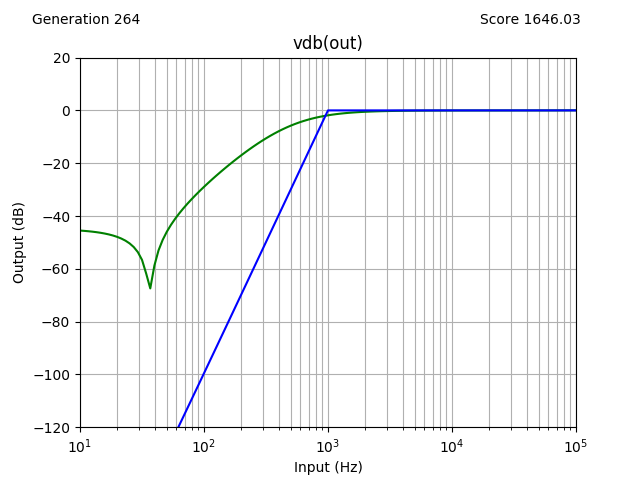 Generation 264
Score 1646.03
vdb(out)
20
0
−20
−40
−60
−80
−100
−120
Output (dB)
10¹
10²
10³
10⁴
10⁵
Input (Hz)